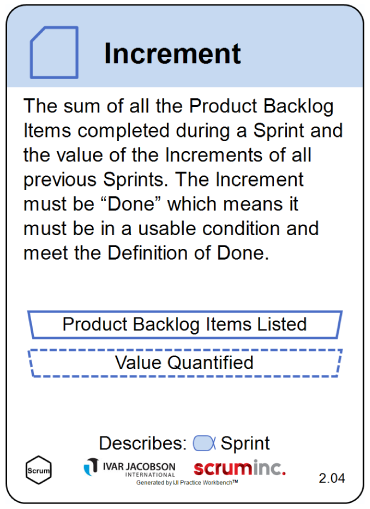 Increment
The sum of all the Product Backlog
Items completed during a Sprint and
the value of the Increments of all
previous Sprints. The Increment
must be “Done” which means it
must be in a usable condition and
meet the Definition of Done.
Product Backlog Items Listed
Value Quantified
Describes: Sprint
Scrum
IVAR JACOBSON
INTERNATIONAL
scruminc.
Generated by IJI Practice Workbench™
2.04